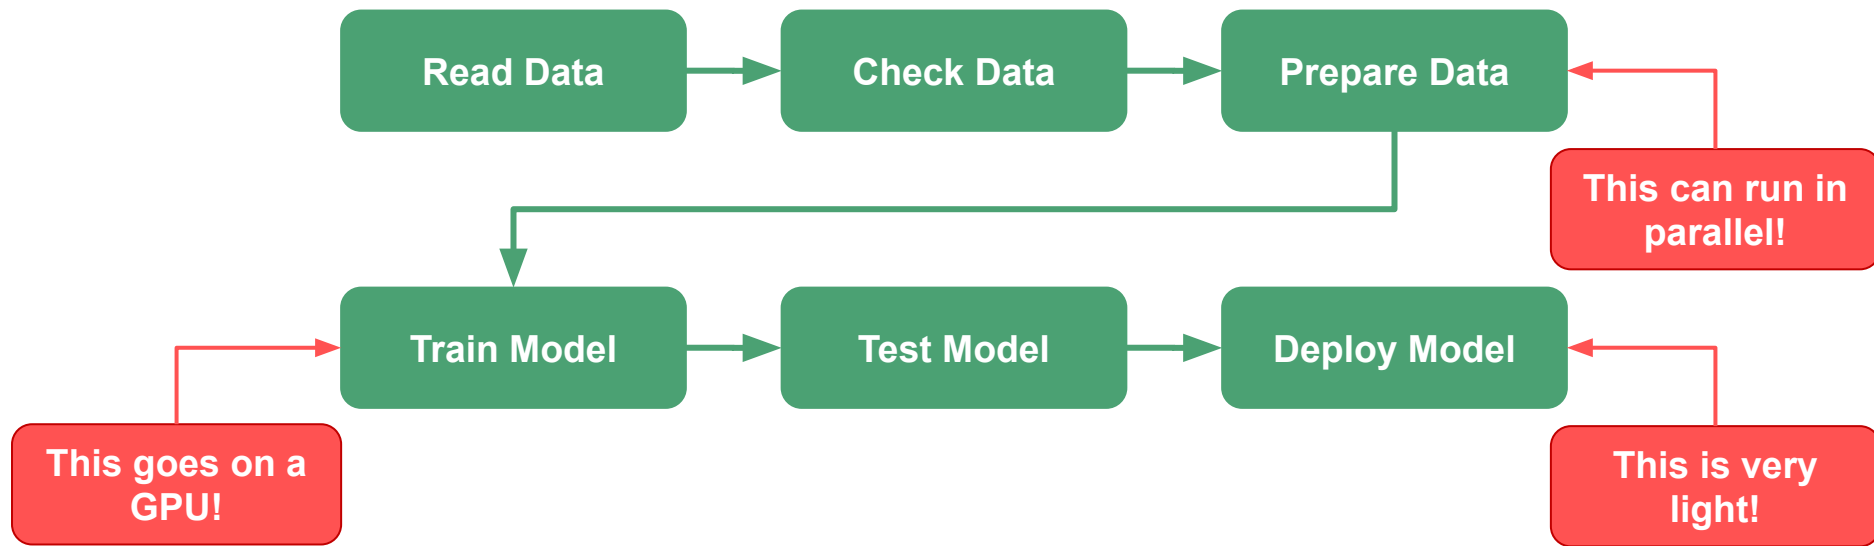 Read Data
Check Data
Prepare Data
This can run in
parallel!
Train Model
Test Model
Deploy Model
This goes on a
GPU!
This is very
light!